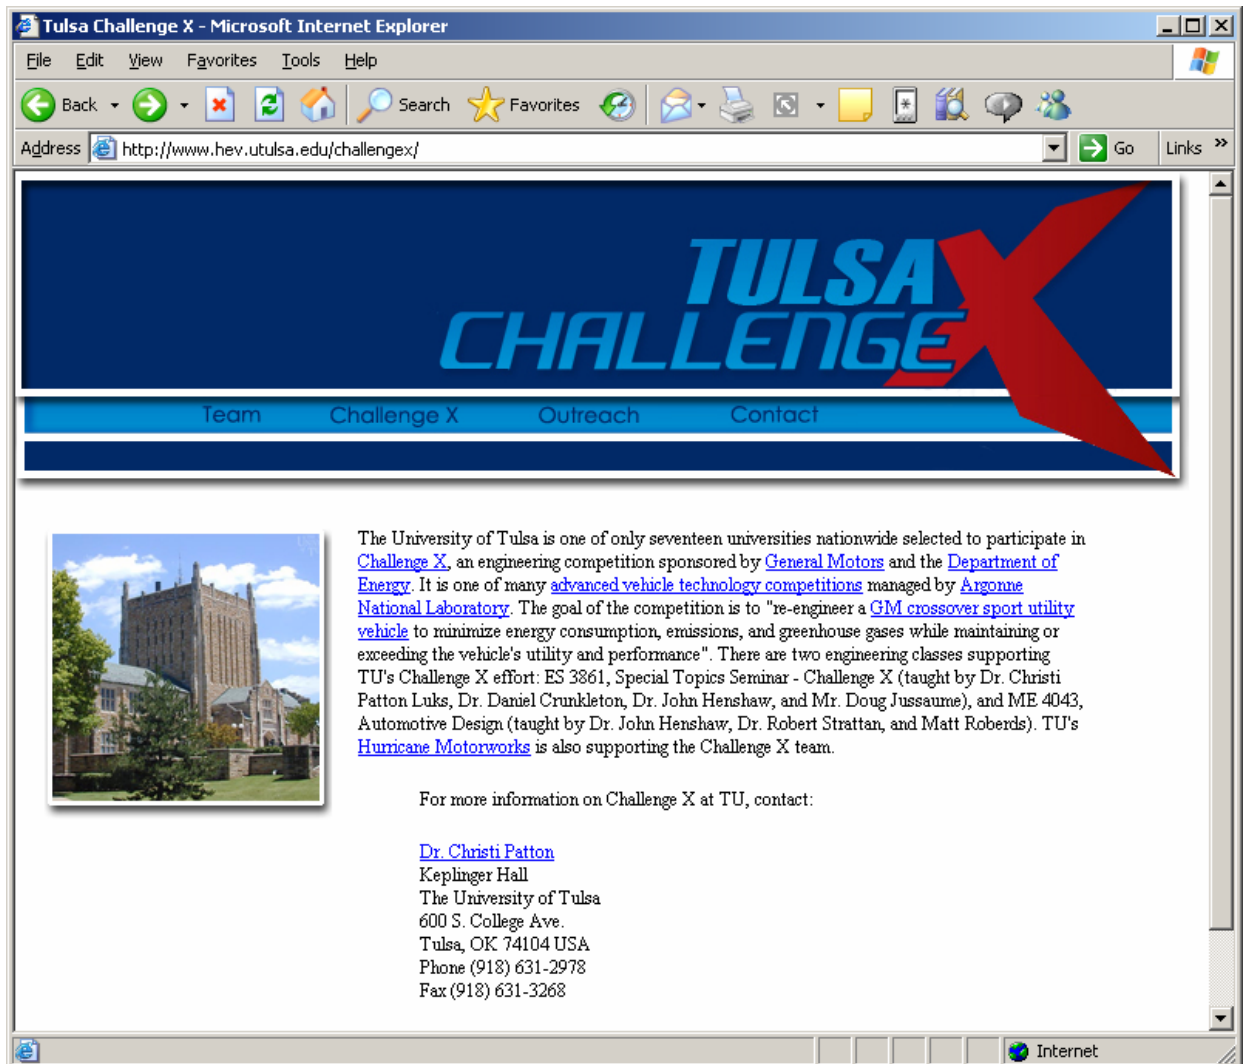 Tulsa Challenge X - Microsoft Internet Explorer
File Edit View Favorites Tools Help
Back Search Favorites
Address http://www.hev.utulsa.edu/challengex/ Go Links »
TULSA
CHALLENGE X
Team Challenge X Outreach Contact
The University of Tulsa is one of only seventeen universities nationwide selected to participate in
Challenge X, an engineering competition sponsored by General Motors and the Department of
Energy. It is one of many advanced vehicle technology competitions managed by Argonne
National Laboratory. The goal of the competition is to "re-engineer a GM crossover sport utility
vehicle to minimize energy consumption, emissions, and greenhouse gases while maintaining or
exceeding the vehicle's utility and performance". There are two engineering classes supporting
TU's Challenge X effort: ES 3861, Special Topics Seminar - Challenge X (taught by Dr. Christi
Patton Luks, Dr. Daniel Crunkleton, Dr. John Henshaw, and Mr. Doug Jussaume), and ME 4043,
Automotive Design (taught by Dr. John Henshaw, Dr. Robert Strattan, and Matt Roberds). TU's
Hurricane Motorworks is also supporting the Challenge X team.
For more information on Challenge X at TU, contact:
Dr. Christi Patton
Keplinger Hall
The University of Tulsa
600 S. College Ave.
Tulsa, OK 74104 USA
Phone (918) 631-2978
Fax (918) 631-3268
Internet